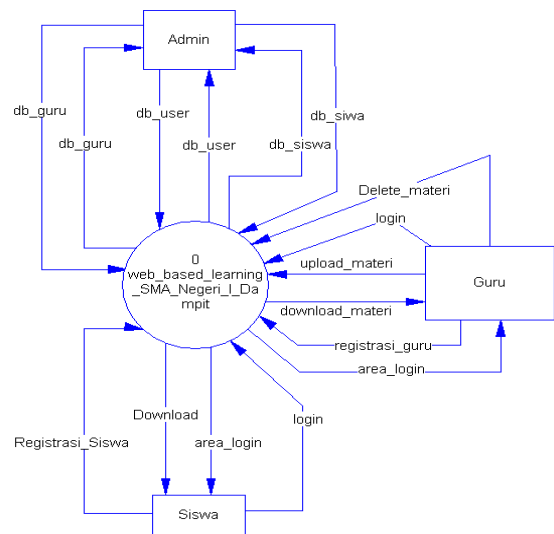 Admin
db_guru
db_user
db_siwa
db_guru
db_user
db_siswa
Delete_materi
login
0
web_based_learning
_SMA_Negeri_I_Da
mpit
upload_materi
Guru
download_materi
registrasi_guru
area_login
Download
login
Registrasi_Siswa
area_login
Siswa